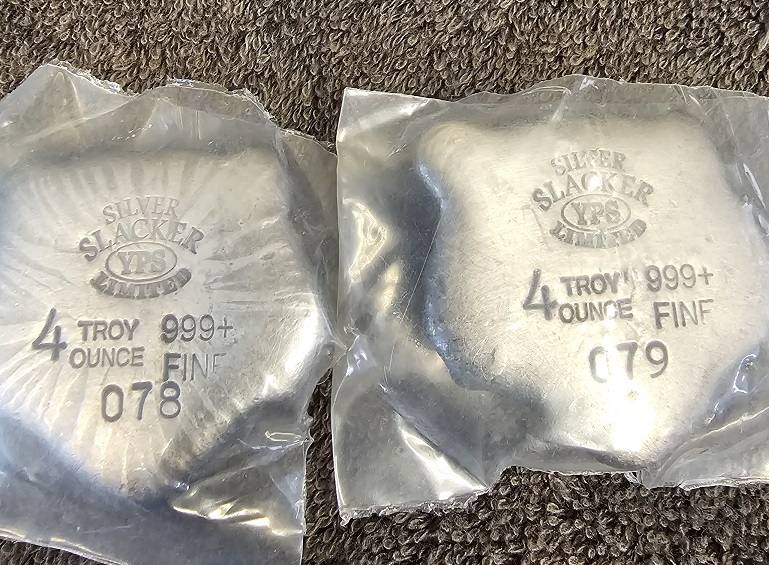 SILVER
SLACKER
YPS
LIMITED
4 TROY OUNCE 999+ FINE
078
SILVER
SLACKER
YPS
LIMITED
4 TROY OUNCE 999+ FINE
079